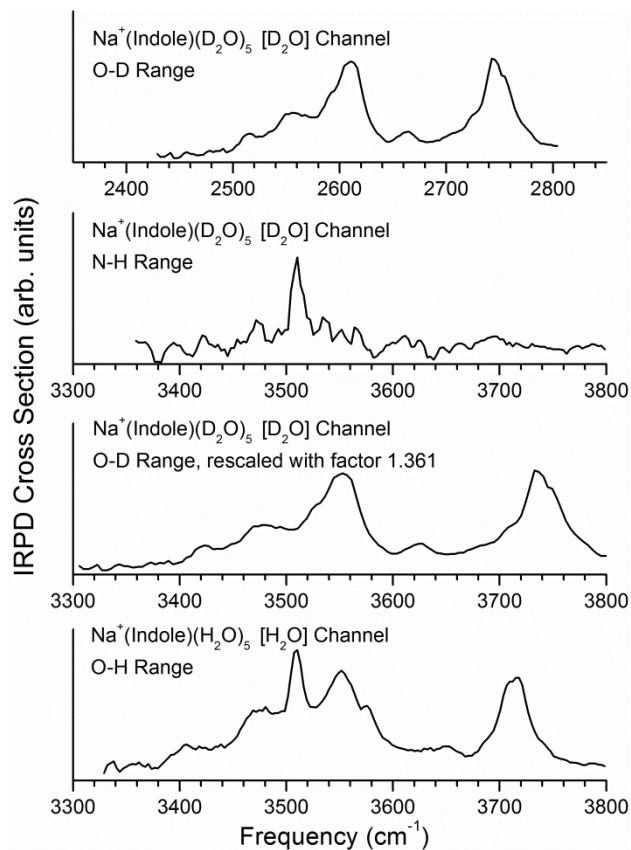 IRPD Cross Section (arb. units)
Na⁺(Indole)(D₂O)₅ [D₂O] Channel
O-D Range
2400 2500 2600 2700 2800
Na⁺(Indole)(D₂O)₅ [D₂O] Channel
N-H Range
3300 3400 3500 3600 3700 3800
Na⁺(Indole)(D₂O)₅ [D₂O] Channel
O-D Range, rescaled with factor 1.361
3300 3400 3500 3600 3700 3800
Na⁺(Indole)(H₂O)₅ [H₂O] Channel
O-H Range
3300 3400 3500 3600 3700 3800
Frequency (cm⁻¹)